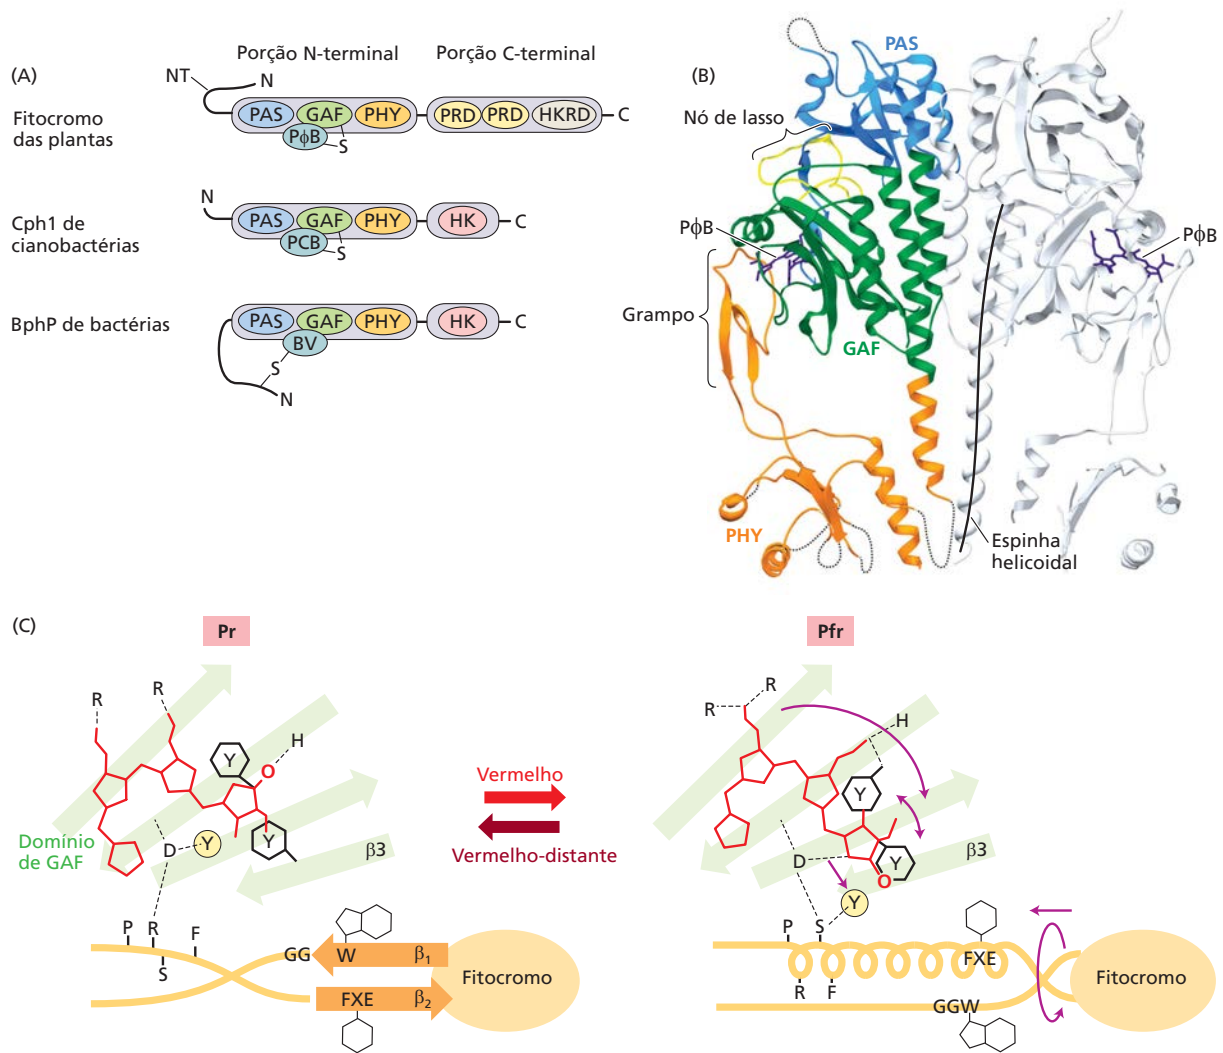 (A)
Porção N-terminal
Porção C-terminal
NT
N
Fitocromo
das plantas
PAS
GAF
PHY
PRD
PRD
HKRD
C
PϕB
S
Cph1 de
cianobactérias
N
PAS
GAF
PHY
HK
C
PCB
S
BphP de bactérias
PAS
GAF
PHY
HK
C
BV
S
N
(B)
PAS
Nó de lasso
PϕB
PϕB
Grampo
GAF
PHY
Espinha
helicoidal
(C)
Pr
R
R
H
Y
O
Y
Domínio
de GAF
D
Y
β3
P
R
F
S
GG
W
β1
FXE
β2
Fitocromo
Vermelho
Vermelho-distante
Pfr
R
R
H
Y
Y
β3
D
O
Y
P
S
FXE
R
F
GGW
Fitocromo